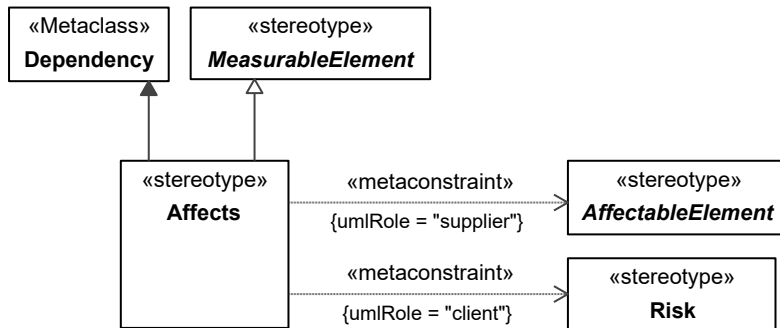 «Metaclass»
Dependency
«stereotype»
MeasurableElement
«stereotype»
Affects
«metaconstraint»
{umlRole = "supplier"}
«stereotype»
AffectableElement
«metaconstraint»
{umlRole = "client"}
«stereotype»
Risk